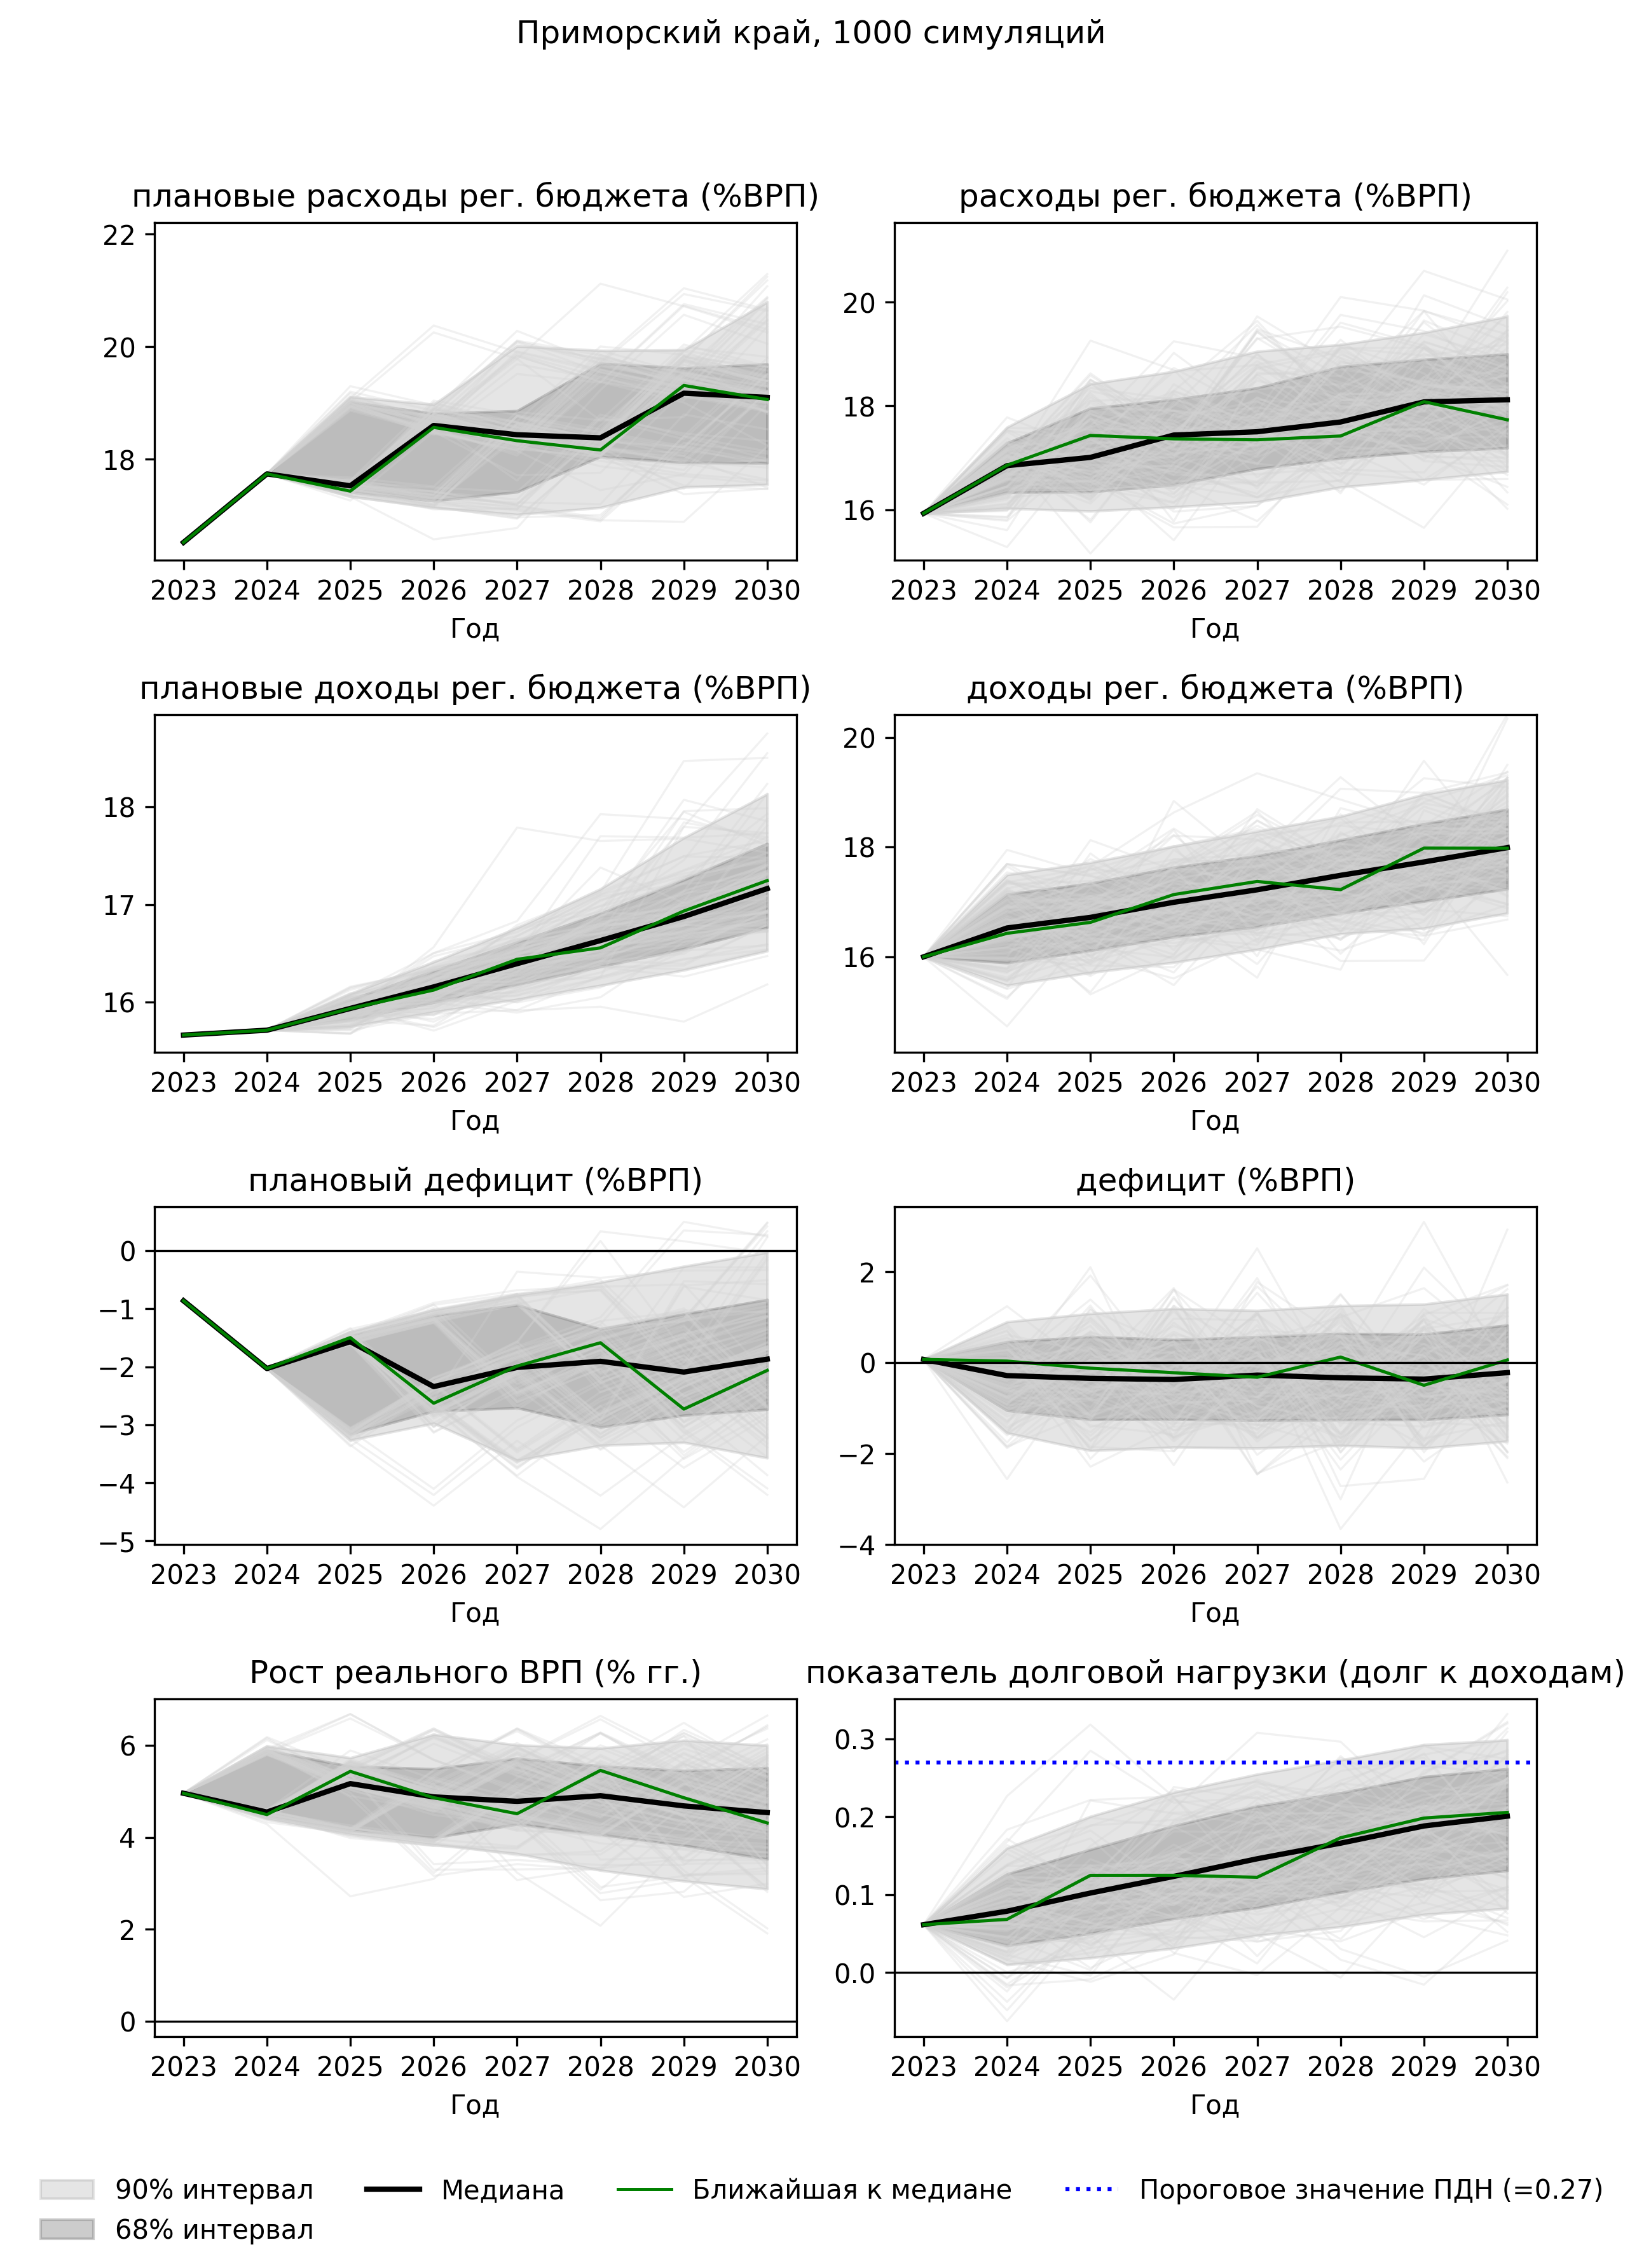 Приморский край, 1000 симуляций
плановые расходы рег. бюджета (%ВРП)
22
20
18
2023 2024 2025 2026 2027 2028 2029 2030
Год
расходы рег. бюджета (%ВРП)
20
18
16
2023 2024 2025 2026 2027 2028 2029 2030
Год
плановые доходы рег. бюджета (%ВРП)
18
17
16
2023 2024 2025 2026 2027 2028 2029 2030
Год
доходы рег. бюджета (%ВРП)
20
18
16
2023 2024 2025 2026 2027 2028 2029 2030
Год
плановый дефицит (%ВРП)
0
−1
−2
−3
−4
−5
2023 2024 2025 2026 2027 2028 2029 2030
Год
дефицит (%ВРП)
2
0
−2
−4
2023 2024 2025 2026 2027 2028 2029 2030
Год
Рост реального ВРП (% гг.)
6
4
2
0
2023 2024 2025 2026 2027 2028 2029 2030
Год
показатель долговой нагрузки (долг к доходам)
0.3
0.2
0.1
0.0
2023 2024 2025 2026 2027 2028 2029 2030
Год
90% интервал
68% интервал
Медиана
Ближайшая к медиане
Пороговое значение ПДН (=0.27)